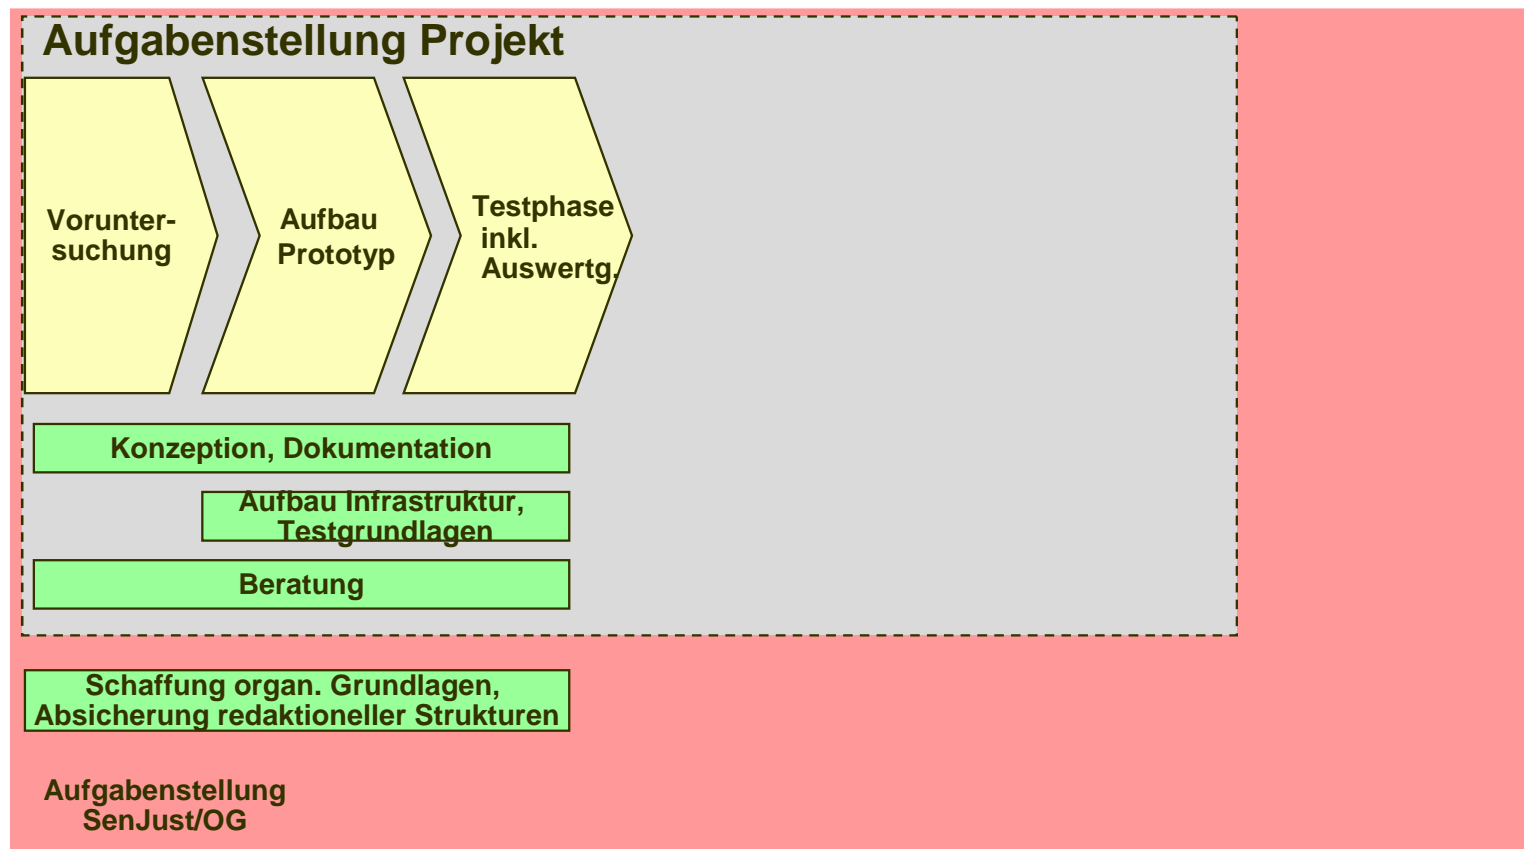 Aufgabenstellung Projekt
Vorunter-
suchung
Aufbau
Prototyp
Testphase
inkl.
Auswertg.
Konzeption, Dokumentation
Aufbau Infrastruktur,
Testgrundlagen
Beratung
Schaffung organ. Grundlagen,
Absicherung redaktioneller Strukturen
Aufgabenstellung
SenJust/OG